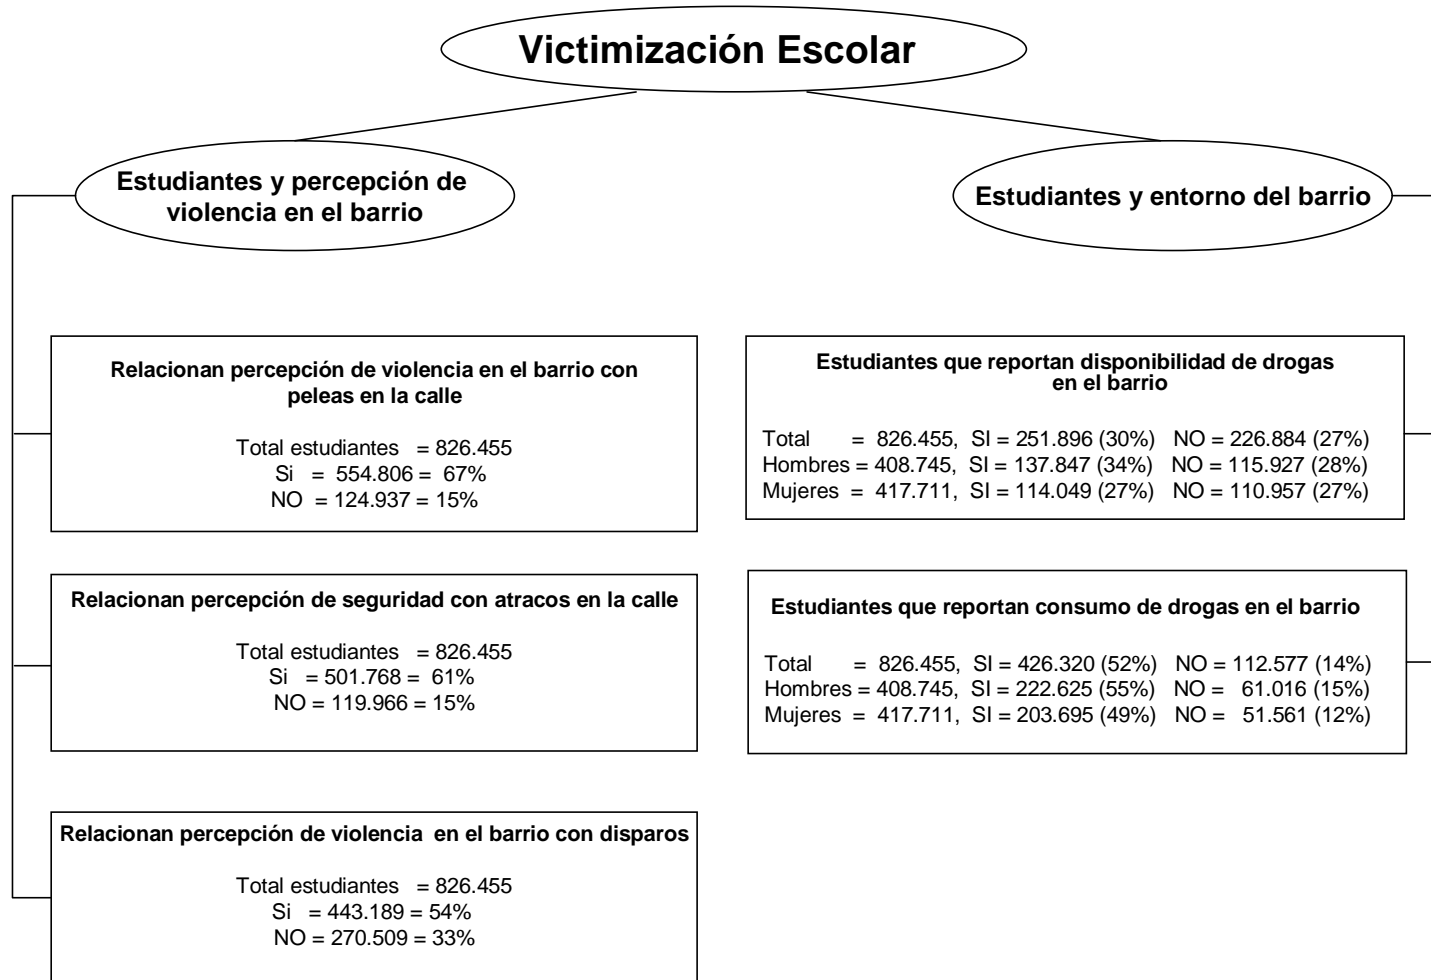 Victimización Escolar
Estudiantes y percepción de
violencia en el barrio
Estudiantes y entorno del barrio
Relacionan percepción de violencia en el barrio con
peleas en la calle
Total estudiantes = 826.455
Si = 554.806 = 67%
NO = 124.937 = 15%
Relacionan percepción de seguridad con atracos en la calle
Total estudiantes = 826.455
Si = 501.768 = 61%
NO = 119.966 = 15%
Relacionan percepción de violencia en el barrio con disparos
Total estudiantes = 826.455
Si = 443.189 = 54%
NO = 270.509 = 33%
Estudiantes que reportan disponibilidad de drogas
en el barrio
Total = 826.455, SI = 251.896 (30%) NO = 226.884 (27%)
Hombres = 408.745, SI = 137.847 (34%) NO = 115.927 (28%)
Mujeres = 417.711, SI = 114.049 (27%) NO = 110.957 (27%)
Estudiantes que reportan consumo de drogas en el barrio
Total = 826.455, SI = 426.320 (52%) NO = 112.577 (14%)
Hombres = 408.745, SI = 222.625 (55%) NO = 61.016 (15%)
Mujeres = 417.711, SI = 203.695 (49%) NO = 51.561 (12%)